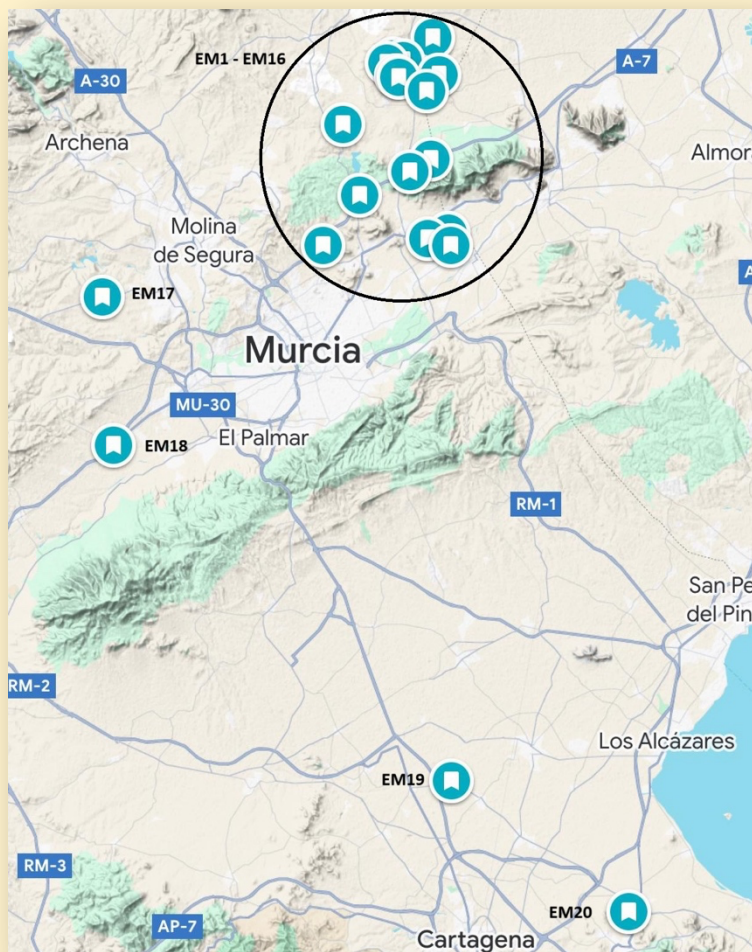 EM1 - EM16
A-7
A-30
Archena
Almor
Molina
de Segura
EM17
A
Murcia
MU-30
El Palmar
EM18
RM-1
San Pe
del Pin
RM-2
Los Alcázares
EM19
RM-3
EM20
AP-7
Cartagena